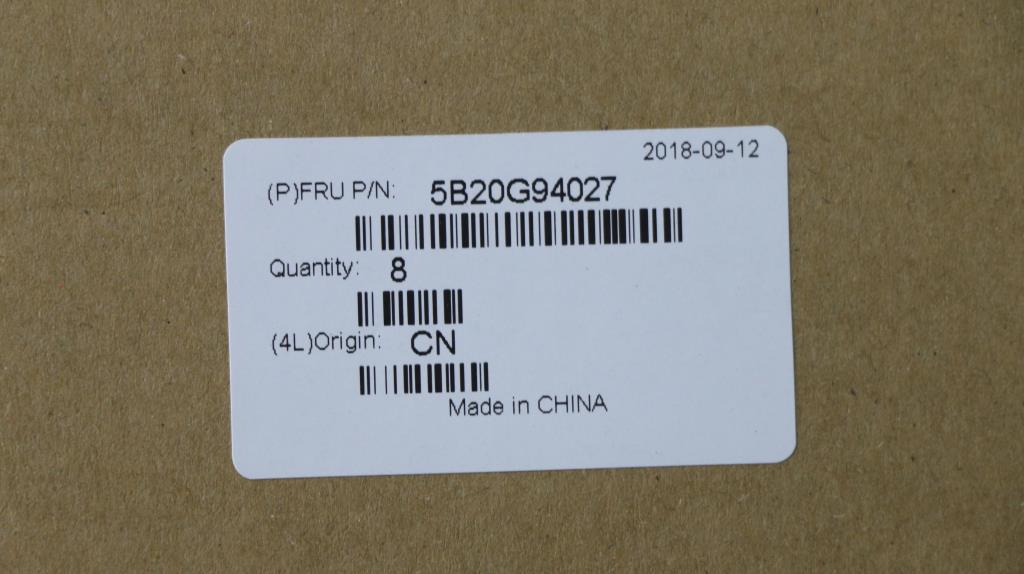 2018-09-12
(P)FRU P/N: 5B20G94027
Quantity: 8
(4L)Origin: CN
Made in CHINA